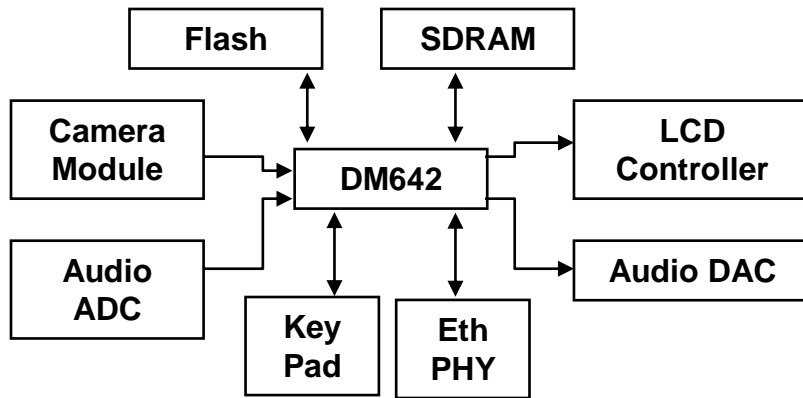 Flash
SDRAM
Camera
Module
LCD
Controller
DM642
Audio
ADC
Audio DAC
Key
Pad
Eth
PHY